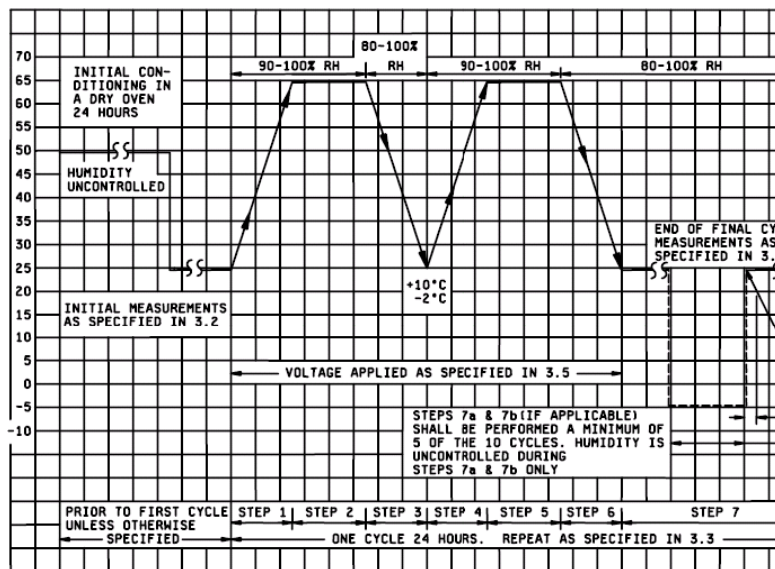 80-100%
90-100% RH
RH
90-100% RH
80-100% RH
70
65
60
50
45
40
35
30
25
20
15
10
5
0
-5
-10
INITIAL CON-
DITIONING IN
A DRY OVEN
24 HOURS
HUMIDITY
UNCONTROLLED
END OF FINAL CY
MEASUREMENTS AS
SPECIFIED IN 3.
+10°C
-2°C
INITIAL MEASUREMENTS
AS SPECIFIED IN 3.2
VOLTAGE APPLIED AS SPECIFIED IN 3.5
STEPS 7a & 7b(IF APPLICABLE)
SHALL BE PERFORMED A MINIMUM OF
5 OF THE 10 CYCLES. HUMIDITY IS
UNCONTROLLED DURING
STEPS 7a & 7b ONLY
PRIOR TO FIRST CYCLE
UNLESS OTHERWISE
SPECIFIED
STEP 1
STEP 2
STEP 3
STEP 4
STEP 5
STEP 6
STEP 7
ONE CYCLE 24 HOURS. REPEAT AS SPECIFIED IN 3.3